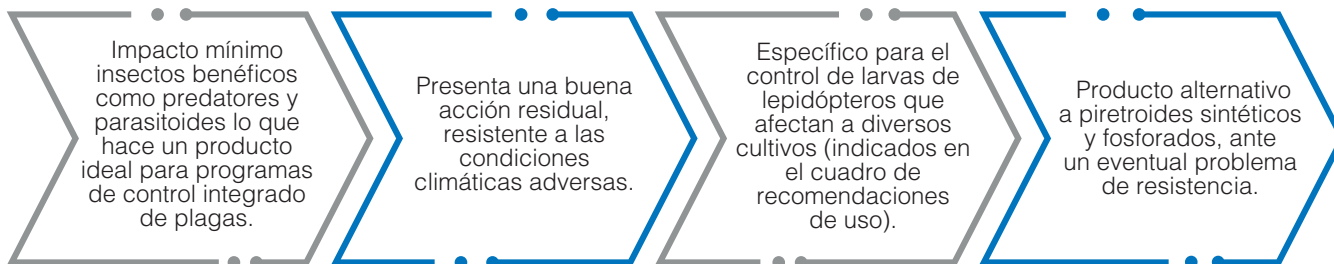 Impacto mínimo
insectos benéficos
como predatores y
parasitoides lo que
hace un producto
ideal para programas
de control integrado
de plagas.
Presenta una buena
acción residual,
resistente a las
condiciones
climáticas adversas.
Específico para el
control de larvas de
lepidópteros que
afectan a diversos
cultivos (indicados en
el cuadro de
recomendaciones
de uso).
Producto alternativo
a piretroides sintéticos
y fosforados, ante
un eventual problema
de resistencia.